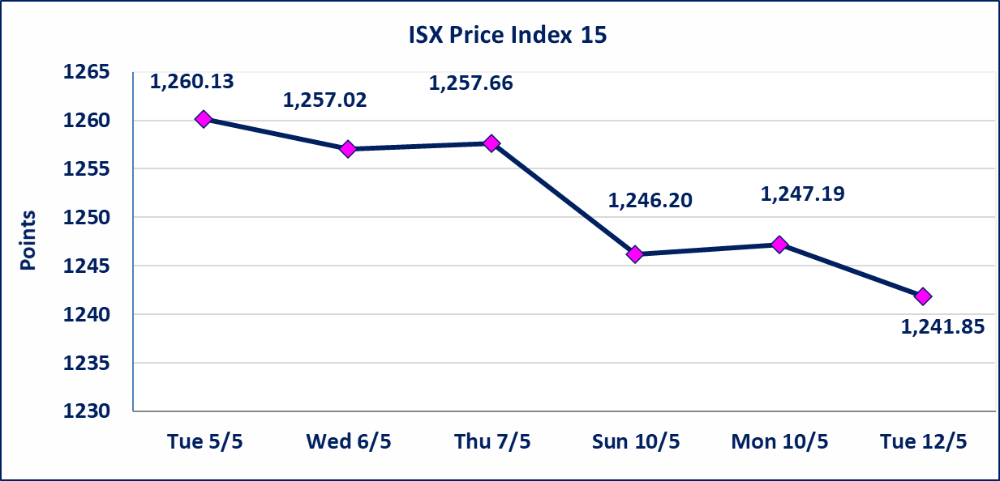 ISX Price Index 15
Points
1265
1260
1255
1250
1245
1240
1235
1230
1,260.13
1,257.02
1,257.66
1,246.20
1,247.19
1,241.85
Tue 5/5
Wed 6/5
Thu 7/5
Sun 10/5
Mon 10/5
Tue 12/5